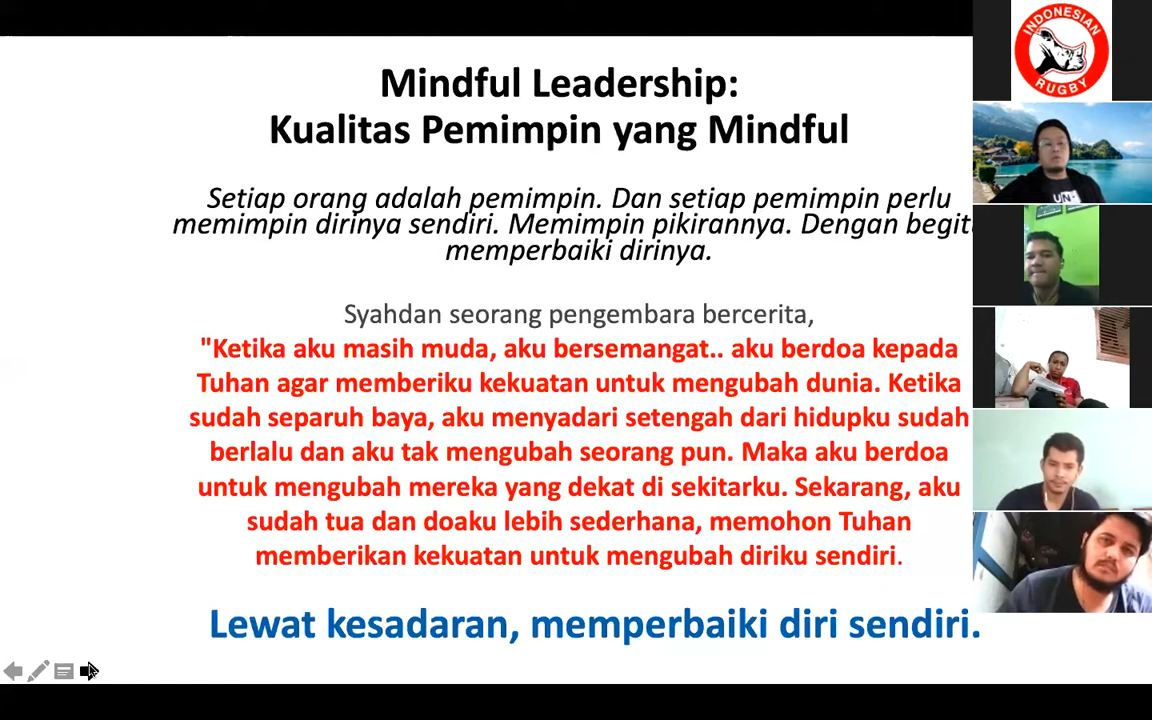 Mindful Leadership:
Kualitas Pemimpin yang Mindful
Setiap orang adalah pemimpin. Dan setiap pemimpin perlu
memimpin dirinya sendiri. Memimpin pikirannya. Dengan begit
memperbaiki dirinya.
Syahdan seorang pengembara bercerita,
"Ketika aku masih muda, aku bersemangat.. aku berdoa kepada
Tuhan agar memberiku kekuatan untuk mengubah dunia. Ketika
sudah separuh baya, aku menyadari setengah dari hidupku sudah
berlalu dan aku tak mengubah seorang pun. Maka aku berdoa
untuk mengubah mereka yang dekat di sekitarku. Sekarang, aku
sudah tua dan doaku lebih sederhana, memohon Tuhan
memberikan kekuatan untuk mengubah diriku sendiri.
Lewat kesadaran, memperbaiki diri sendiri.
INDONESIAN
RUGBY